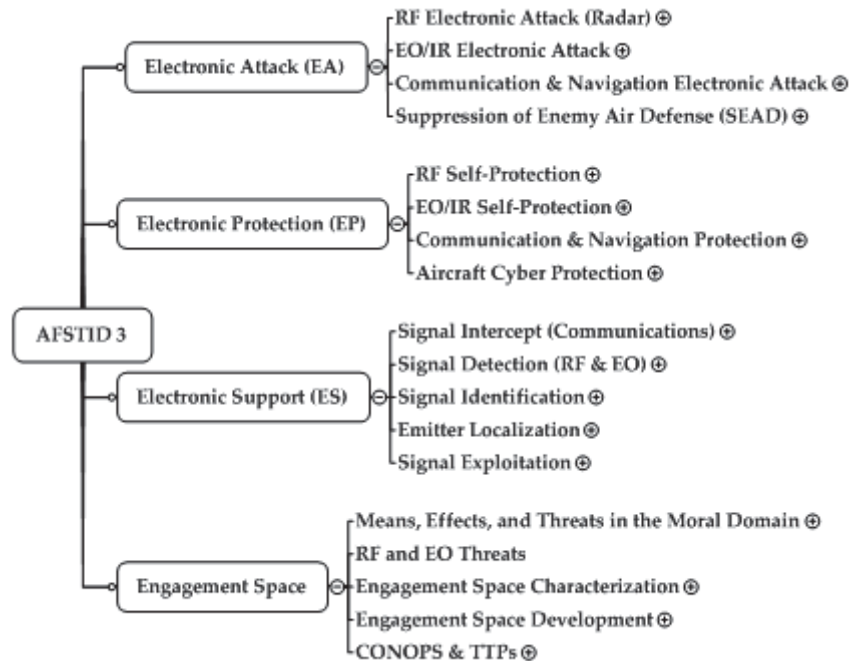 RF Electronic Attack (Radar)
Electronic Attack (EA)
EO/IR Electronic Attack
Communication & Navigation Electronic Attack
Suppression of Enemy Air Defense (SEAD)
RF Self-Protection
Electronic Protection (EP)
EO/IR Self-Protection
Communication & Navigation Protection
Aircraft Cyber Protection
AFSTID 3
Signal Intercept (Communications)
Signal Detection (RF & EO)
Electronic Support (ES)
Signal Identification
Emitter Localization
Signal Exploitation
Means, Effects, and Threats in the Moral Domain
RF and EO Threats
Engagement Space
Engagement Space Characterization
Engagement Space Development
CONOPS & TTPs